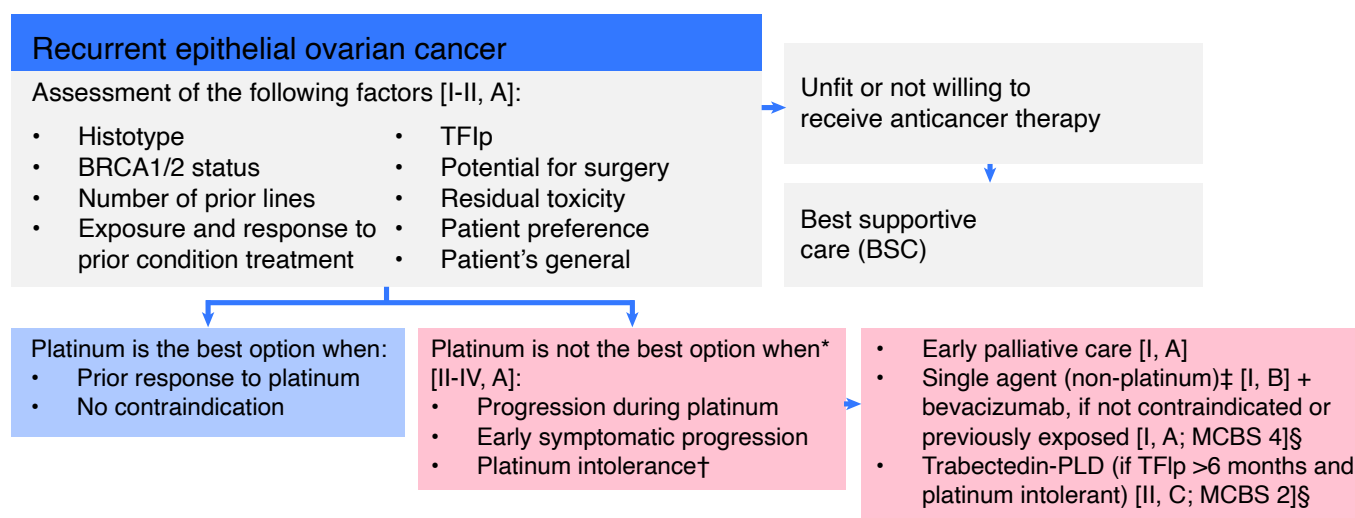 Recurrent epithelial ovarian cancer
Assessment of the following factors [I-II, A]:
• Histotype
• BRCA1/2 status
• Number of prior lines
• Exposure and response to
prior condition treatment
• TFIp
• Potential for surgery
• Residual toxicity
• Patient preference
• Patient's general
Unfit or not willing to
receive anticancer therapy
Best supportive
care (BSC)
Platinum is the best option when:
• Prior response to platinum
• No contraindication
Platinum is not the best option when*
[II-IV, A]:
• Progression during platinum
• Early symptomatic progression
• Platinum intolerance†
• Early palliative care [I, A]
• Single agent (non-platinum)‡ [I, B] +
bevacizumab, if not contraindicated or
previously exposed [I, A; MCBS 4]§
• Trabectedin-PLD (if TFIp >6 months and
platinum intolerant) [II, C; MCBS 2]§